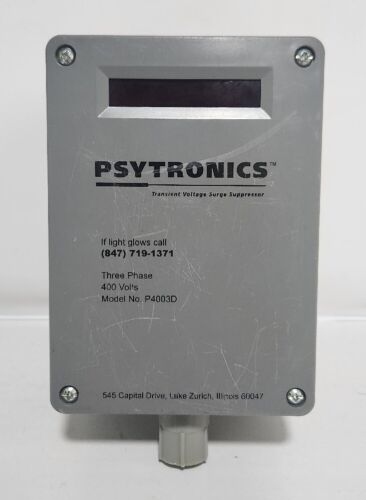 PSYTRONICS™
Transient Voltage Surge Suppressor
If light glows call
(847) 719-1371
Three Phase
400 Volts
Model No. P4003D
545 Capital Drive, Lake Zurich, Illinois 60047